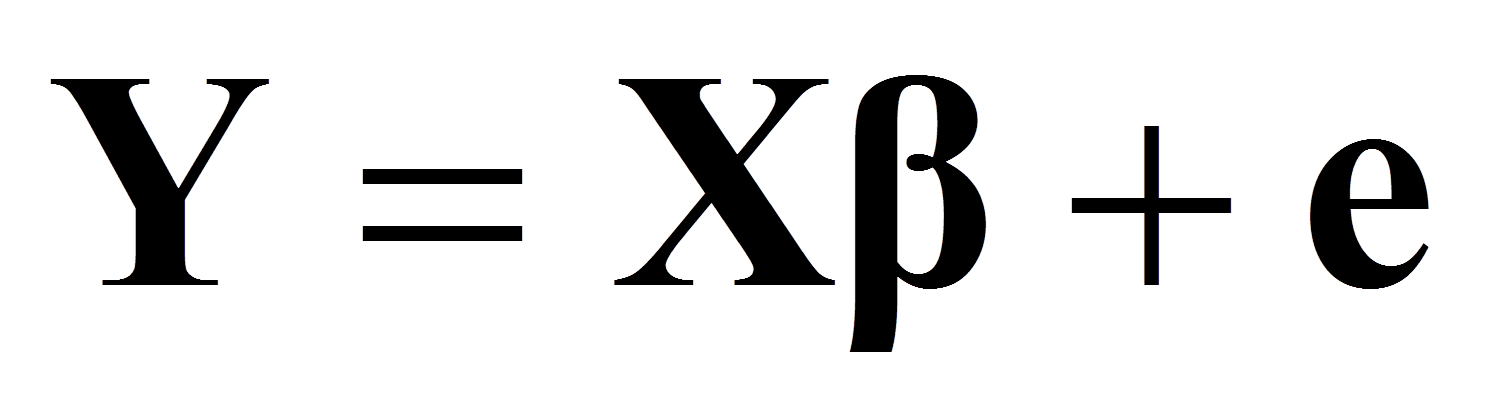 Y = Xβ + e